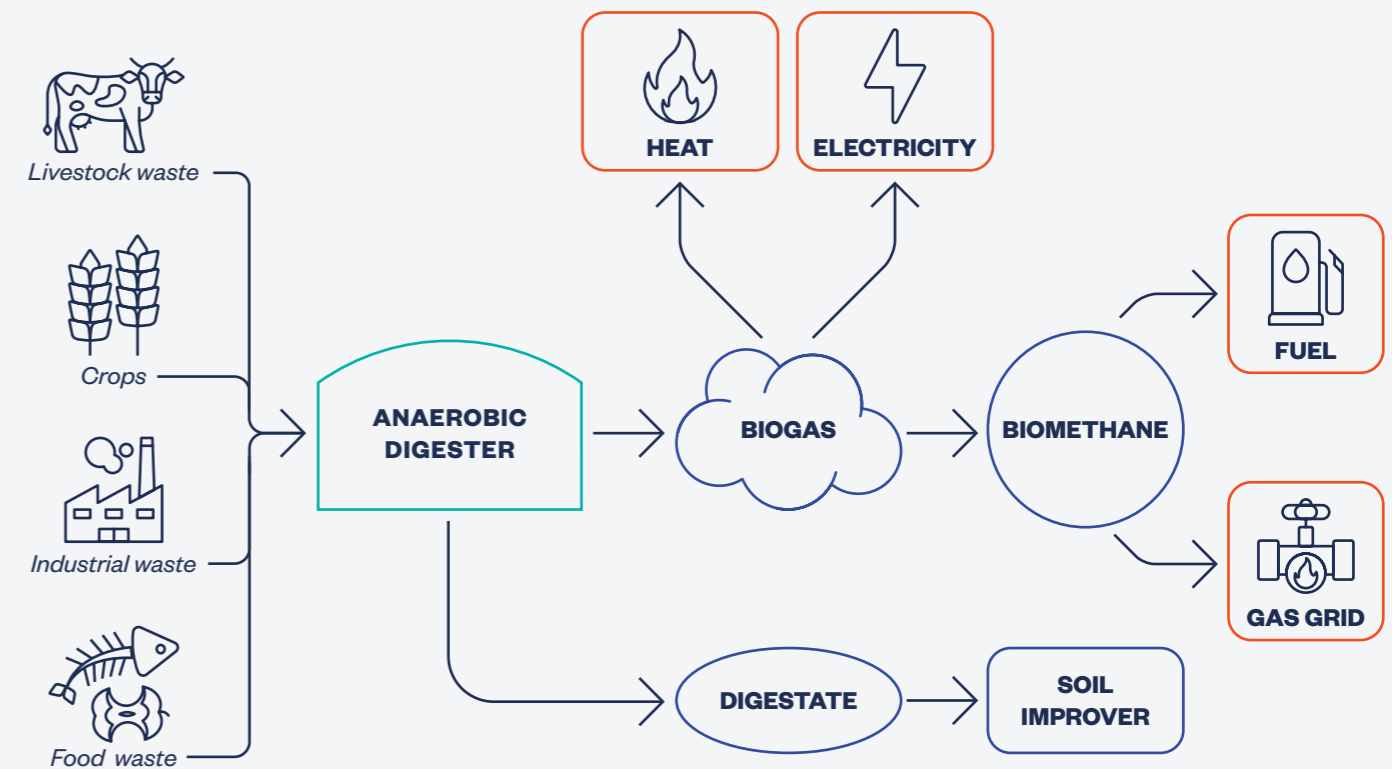 HEAT
ELECTRICITY
Livestock waste
Crops
Industrial waste
Food waste
ANAEROBIC
DIGESTER
BIOGAS
BIOMETHANE
FUEL
GAS GRID
DIGESTATE
SOIL
IMPROVER